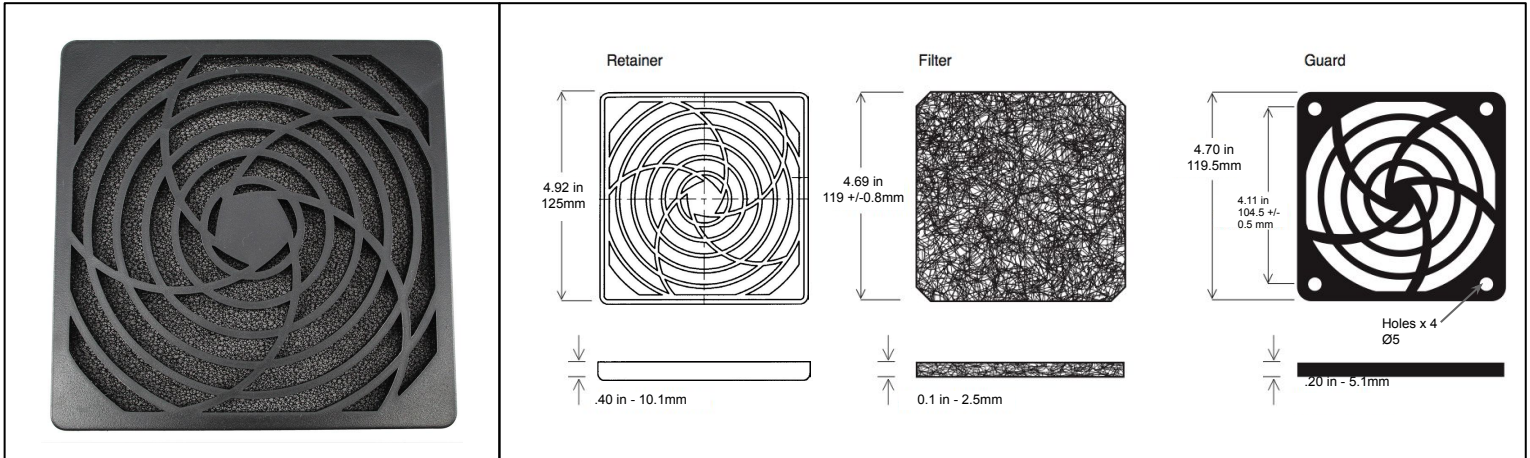 Retainer
4.92 in
125mm
.40 in - 10.1mm
Filter
4.69 in
119 +/-0.8mm
0.1 in - 2.5mm
Guard
4.70 in
119.5mm
4.11 in
104.5 +/-
0.5 mm
Holes x 4
Ø5
.20 in - 5.1mm